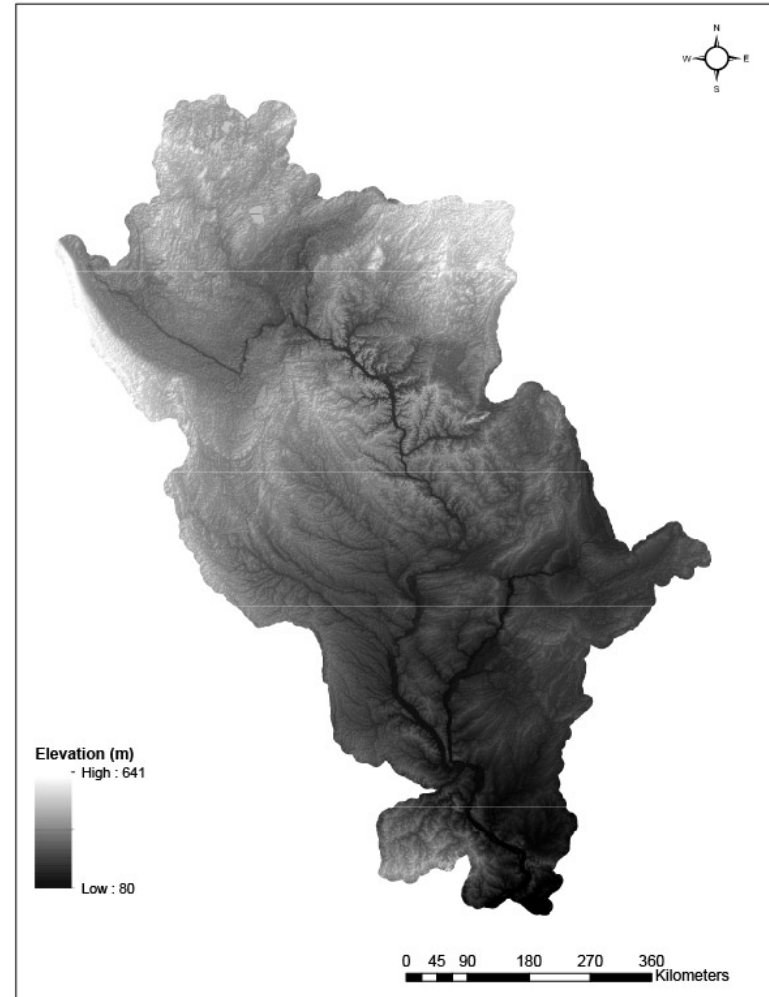 N
W E
S
Elevation (m)
High : 641
Low : 80
0 45 90 180 270 360
Kilometers